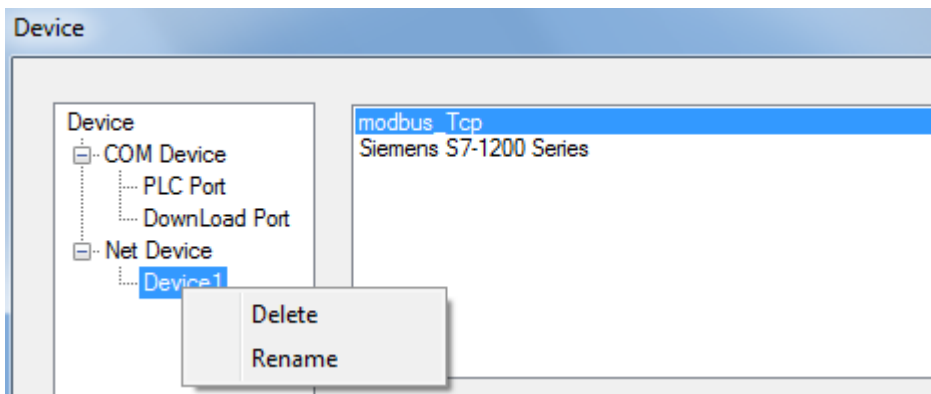 Device
Device
COM Device
PLC Port
DownLoad Port
Net Device
Device1
Delete
Rename
modbus_Tcp
Siemens S7-1200 Series